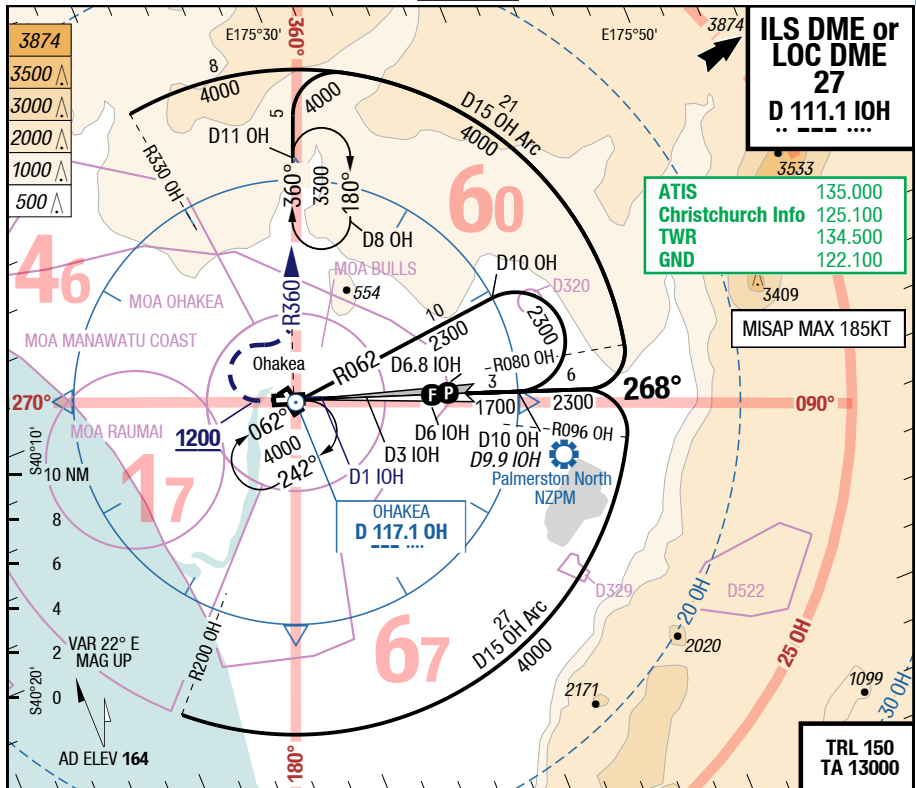 3874
3500
3000
2000
1000
500
E175°30'
E175°50'
360°
3874
ILS DME or
LOC DME
27
D 111.1 IOH
ATIS 135.000
Christchurch Info 125.100
TWR 134.500
GND 122.100
3533
3409
MISAP MAX 185KT
8
4000
5
4000
21
D15 OH Arc
4000
D11 OH
R330 OH
360°
3300
180°
D8 OH
60
46
MOA BULLS
MOA OHAKEA
554
MOA MANAWATU COAST
R360
D10 OH
D320
10
2300
2300
Ohakea
R062
D6.8 IOH
R080 OH
3
6
F
P
268°
270°
1700
2300
090°
MOA RAUMAI
1200
062°
4000
242°
D6 IOH
D3 IOH
D1 IOH
D10 OH
D9.9 IOH
R096 OH
Palmerston North
NZPM
S40°10'
10 NM
17
OHAKEA
D 117.1 OH
8
6
4
2
0
D329
D522
20 OH
R200 OH
67
27
D15 OH Arc
4000
2020
25 OH
VAR 22° E
MAG UP
S40°20'
2171
1099
30 OH
AD ELEV 164
180°
TRL 150
TA 13000